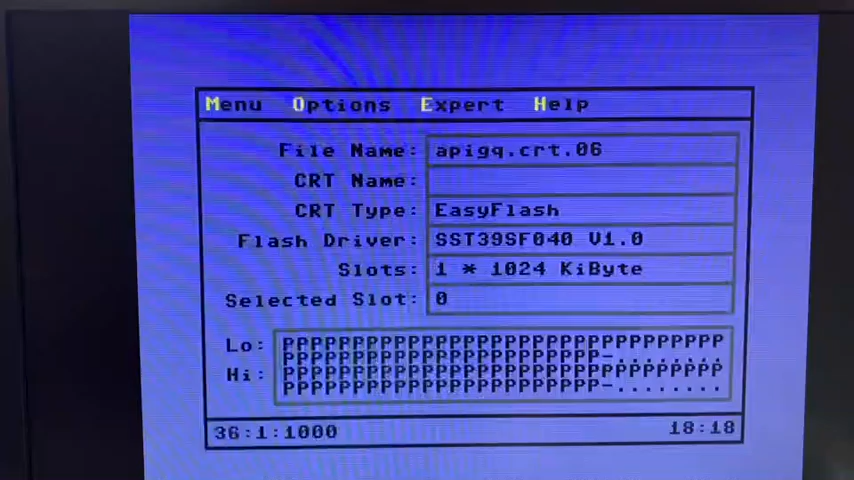 Menu Options Expert Help
File Name: apigq.crt.06
CRT Name:
CRT Type: EasyFlash
Flash Driver: SST39SF040 V1.0
Slots: 1 * 1024 KiByte
Selected Slot: 0
Lo: PPPPPPPPPPPPPPPPPPPPPPPPPPPPPPPP
PPPPPPPPPPPPPPPPPPPPPPP-........
Hi: PPPPPPPPPPPPPPPPPPPPPPPPPPPPPPPP
PPPPPPPPPPPPPPPPPPPPPPP-........
36:1:1000 18:18